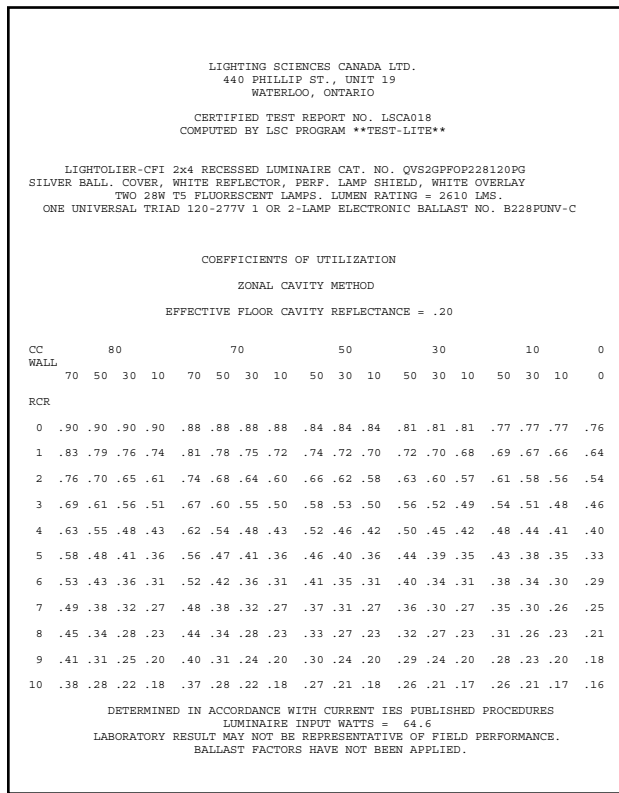 LIGHTING SCIENCES CANADA LTD.
440 PHILLIP ST., UNIT 19
WATERLOO, ONTARIO
CERTIFIED TEST REPORT NO. LSCA018
COMPUTED BY LSC PROGRAM **TEST-LITE**
LIGHTOLIER-CFI 2x4 RECESSED LUMINAIRE CAT. NO. QVS2GPFOP228120PG
SILVER BALL. COVER, WHITE REFLECTOR, PERF. LAMP SHIELD, WHITE OVERLAY
TWO 28W T5 FLUORESCENT LAMPS. LUMEN RATING = 2610 LMS.
ONE UNIVERSAL TRIAD 120-277V 1 OR 2-LAMP ELECTRONIC BALLAST NO. B228PUNV-C
COEFFICIENTS OF UTILIZATION
ZONAL CAVITY METHOD
EFFECTIVE FLOOR CAVITY REFLECTANCE = .20
CC 80 70 50 30 10 0
WALL
70 50 30 10 70 50 30 10 50 30 10 50 30 10 50 30 10 0
RCR
0 .90 .90 .90 .90 .88 .88 .88 .88 .84 .84 .84 .81 .81 .81 .77 .77 .77 .76
1 .83 .79 .76 .74 .81 .78 .75 .72 .74 .72 .70 .72 .70 .68 .69 .67 .66 .64
2 .76 .70 .65 .61 .74 .68 .64 .60 .66 .62 .58 .63 .60 .57 .61 .58 .56 .54
3 .69 .61 .56 .51 .67 .60 .55 .50 .58 .53 .50 .56 .52 .49 .54 .51 .48 .46
4 .63 .55 .48 .43 .62 .54 .48 .43 .52 .46 .42 .50 .45 .42 .48 .44 .41 .40
5 .58 .48 .41 .36 .56 .47 .41 .36 .46 .40 .36 .44 .39 .35 .43 .38 .35 .33
6 .53 .43 .36 .31 .52 .42 .36 .31 .41 .35 .31 .40 .34 .31 .38 .34 .30 .29
7 .49 .38 .32 .27 .48 .38 .32 .27 .37 .31 .27 .36 .30 .27 .35 .30 .26 .25
8 .45 .34 .28 .23 .44 .34 .28 .23 .33 .27 .23 .32 .27 .23 .31 .26 .23 .21
9 .41 .31 .25 .20 .40 .31 .24 .20 .30 .24 .20 .29 .24 .20 .28 .23 .20 .18
10 .38 .28 .22 .18 .37 .28 .22 .18 .27 .21 .18 .26 .21 .17 .26 .21 .17 .16
DETERMINED IN ACCORDANCE WITH CURRENT IES PUBLISHED PROCEDURES
LUMINAIRE INPUT WATTS = 64.6
LABORATORY RESULT MAY NOT BE REPRESENTATIVE OF FIELD PERFORMANCE.
BALLAST FACTORS HAVE NOT BEEN APPLIED.